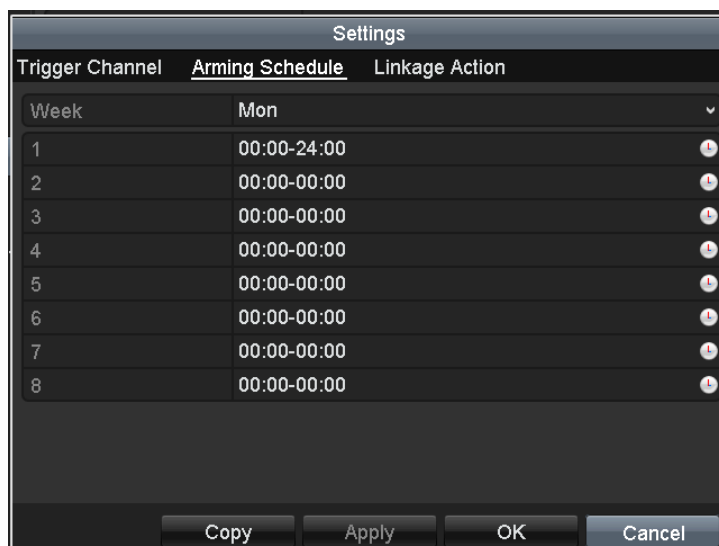 Settings
Trigger Channel Arming Schedule Linkage Action
Week Mon
1 00:00-24:00
2 00:00-00:00
3 00:00-00:00
4 00:00-00:00
5 00:00-00:00
6 00:00-00:00
7 00:00-00:00
8 00:00-00:00
Copy Apply OK Cancel